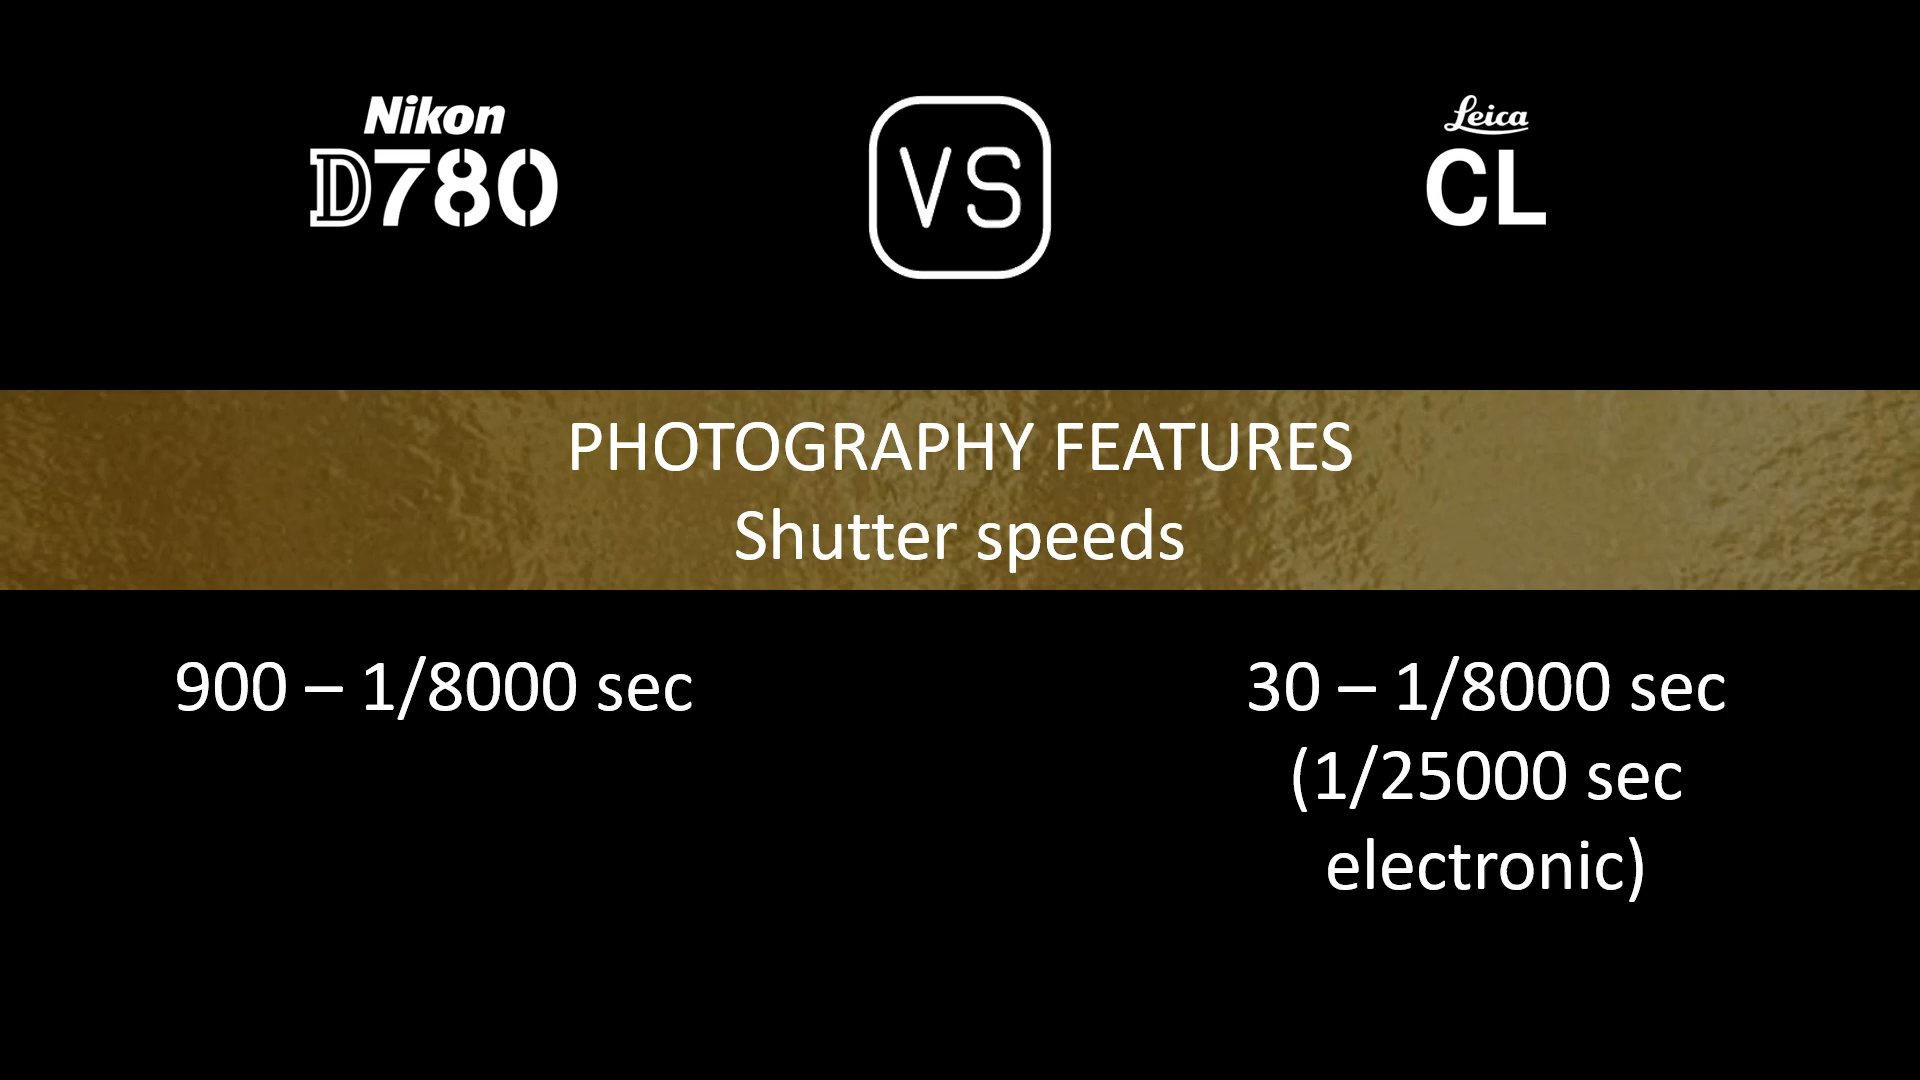 Nikon
D780
VS
Leica
CL
PHOTOGRAPHY FEATURES
Shutter speeds
900 – 1/8000 sec
30 – 1/8000 sec
(1/25000 sec
electronic)